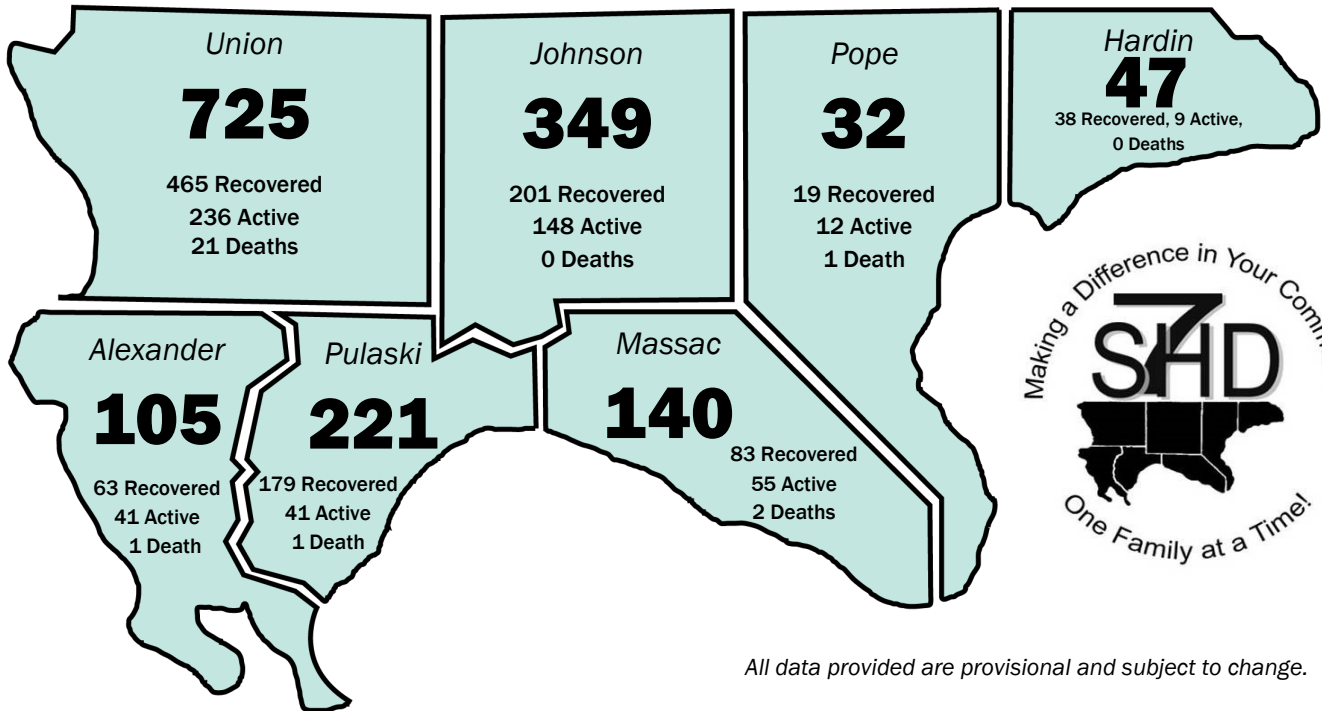 Union
725
465 Recovered
236 Active
21 Deaths
Johnson
349
201 Recovered
148 Active
0 Deaths
Pope
32
19 Recovered
12 Active
1 Death
Hardin
47
38 Recovered, 9 Active,
0 Deaths
Alexander
105
63 Recovered
41 Active
1 Death
Pulaski
221
179 Recovered
41 Active
1 Death
Massac
140
83 Recovered
55 Active
2 Deaths
Making a Difference in Your
S7HD
One Family at a Time!
All data provided are provisional and subject to change.